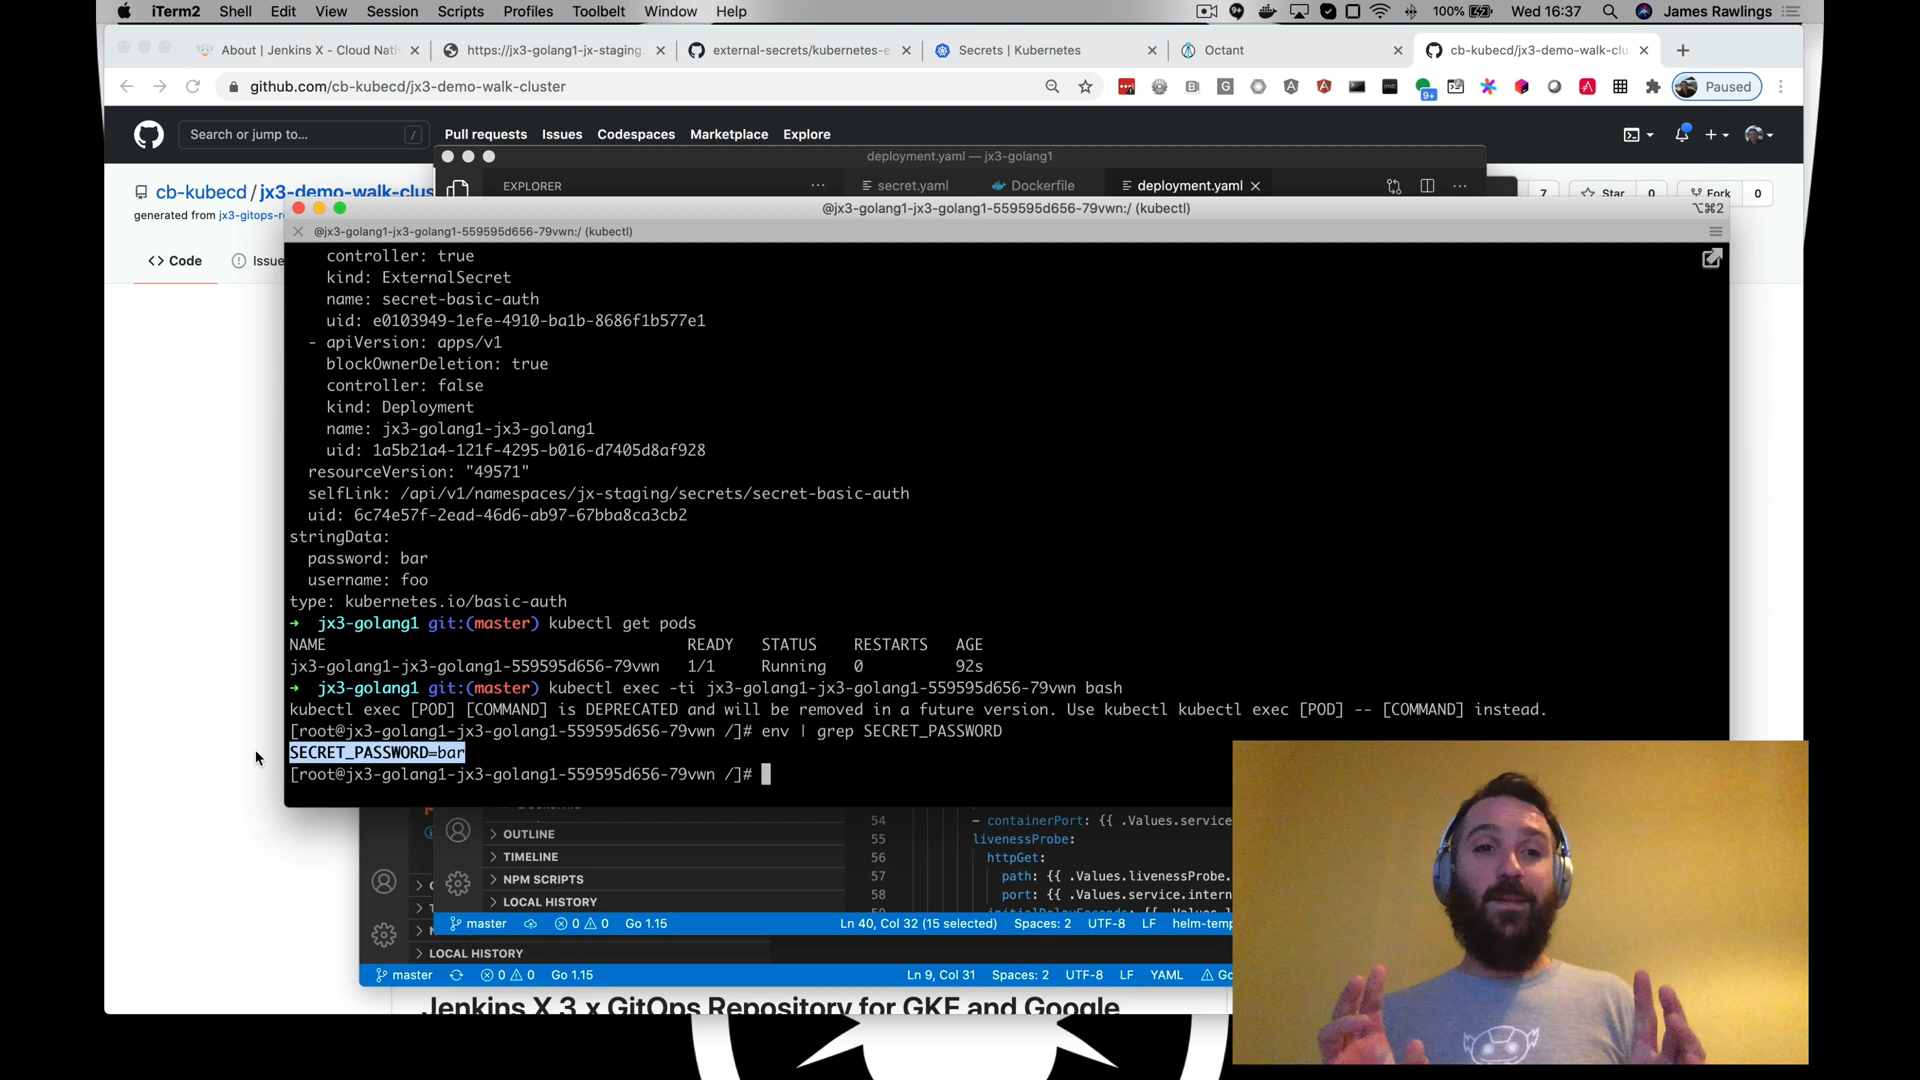 iTerm2 Shell Edit View Session Scripts Profiles Toolbelt Window Help 100% Wed 16:37 James Rawlings
About | Jenkins X - Cloud Nati
https://jx3-golang1-jx-staging.
external-secrets/kubernetes-e
Secrets | Kubernetes
Octant
cb-kubecd/jx3-demo-walk-clu
github.com/cb-kubecd/jx3-demo-walk-cluster
9+
Paused
Search or jump to...
/
Pull requests Issues Codespaces Marketplace Explore
deployment.yaml — jx3-golang1
EXPLORER
secret.yaml
Dockerfile
deployment.yaml
cb-kubecd / jx3-demo-walk-clus
7 Star 0 Fork 0
generated from jx3-gitops-re
@jx3-golang1-jx3-golang1-559595d656-79vwn:/ (kubectl)
⌥⌘2
@jx3-golang1-jx3-golang1-559595d656-79vwn:/ (kubectl)
<> Code
Issue
controller: true
kind: ExternalSecret
name: secret-basic-auth
uid: e0103949-1efe-4910-ba1b-8686f1b577e1
- apiVersion: apps/v1
blockOwnerDeletion: true
controller: false
kind: Deployment
name: jx3-golang1-jx3-golang1
uid: 1a5b21a4-121f-4295-b016-d7405d8af928
resourceVersion: "49571"
selfLink: /api/v1/namespaces/jx-staging/secrets/secret-basic-auth
uid: 6c74e57f-2ead-46d6-ab97-67bba8ca3cb2
stringData:
password: bar
username: foo
type: kubernetes.io/basic-auth
→ jx3-golang1 git:(master) kubectl get pods
NAME READY STATUS RESTARTS AGE
jx3-golang1-jx3-golang1-559595d656-79vwn 1/1 Running 0 92s
→ jx3-golang1 git:(master) kubectl exec -ti jx3-golang1-jx3-golang1-559595d656-79vwn bash
kubectl exec [POD] [COMMAND] is DEPRECATED and will be removed in a future version. Use kubectl kubectl exec [POD] -- [COMMAND] instead.
[root@jx3-golang1-jx3-golang1-559595d656-79vwn /]# env | grep SECRET_PASSWORD
SECRET_PASSWORD=bar
[root@jx3-golang1-jx3-golang1-559595d656-79vwn /]#
OUTLINE
TIMELINE
NPM SCRIPTS
LOCAL HISTORY
54 - containerPort: {{ .Values.service
55 livenessProbe:
56 httpGet:
57 path: {{ .Values.livenessProbe.
58 port: {{ .Values.service.intern
master 0 0 Go 1.15 Ln 40, Col 32 (15 selected) Spaces: 2 UTF-8 LF helm-temp
LOCAL HISTORY
master 0 0 Go 1.15 Ln 9, Col 31 Spaces: 2 UTF-8 LF YAML Go
Jenkins X 3.x GitOps Repository for GKE and Google